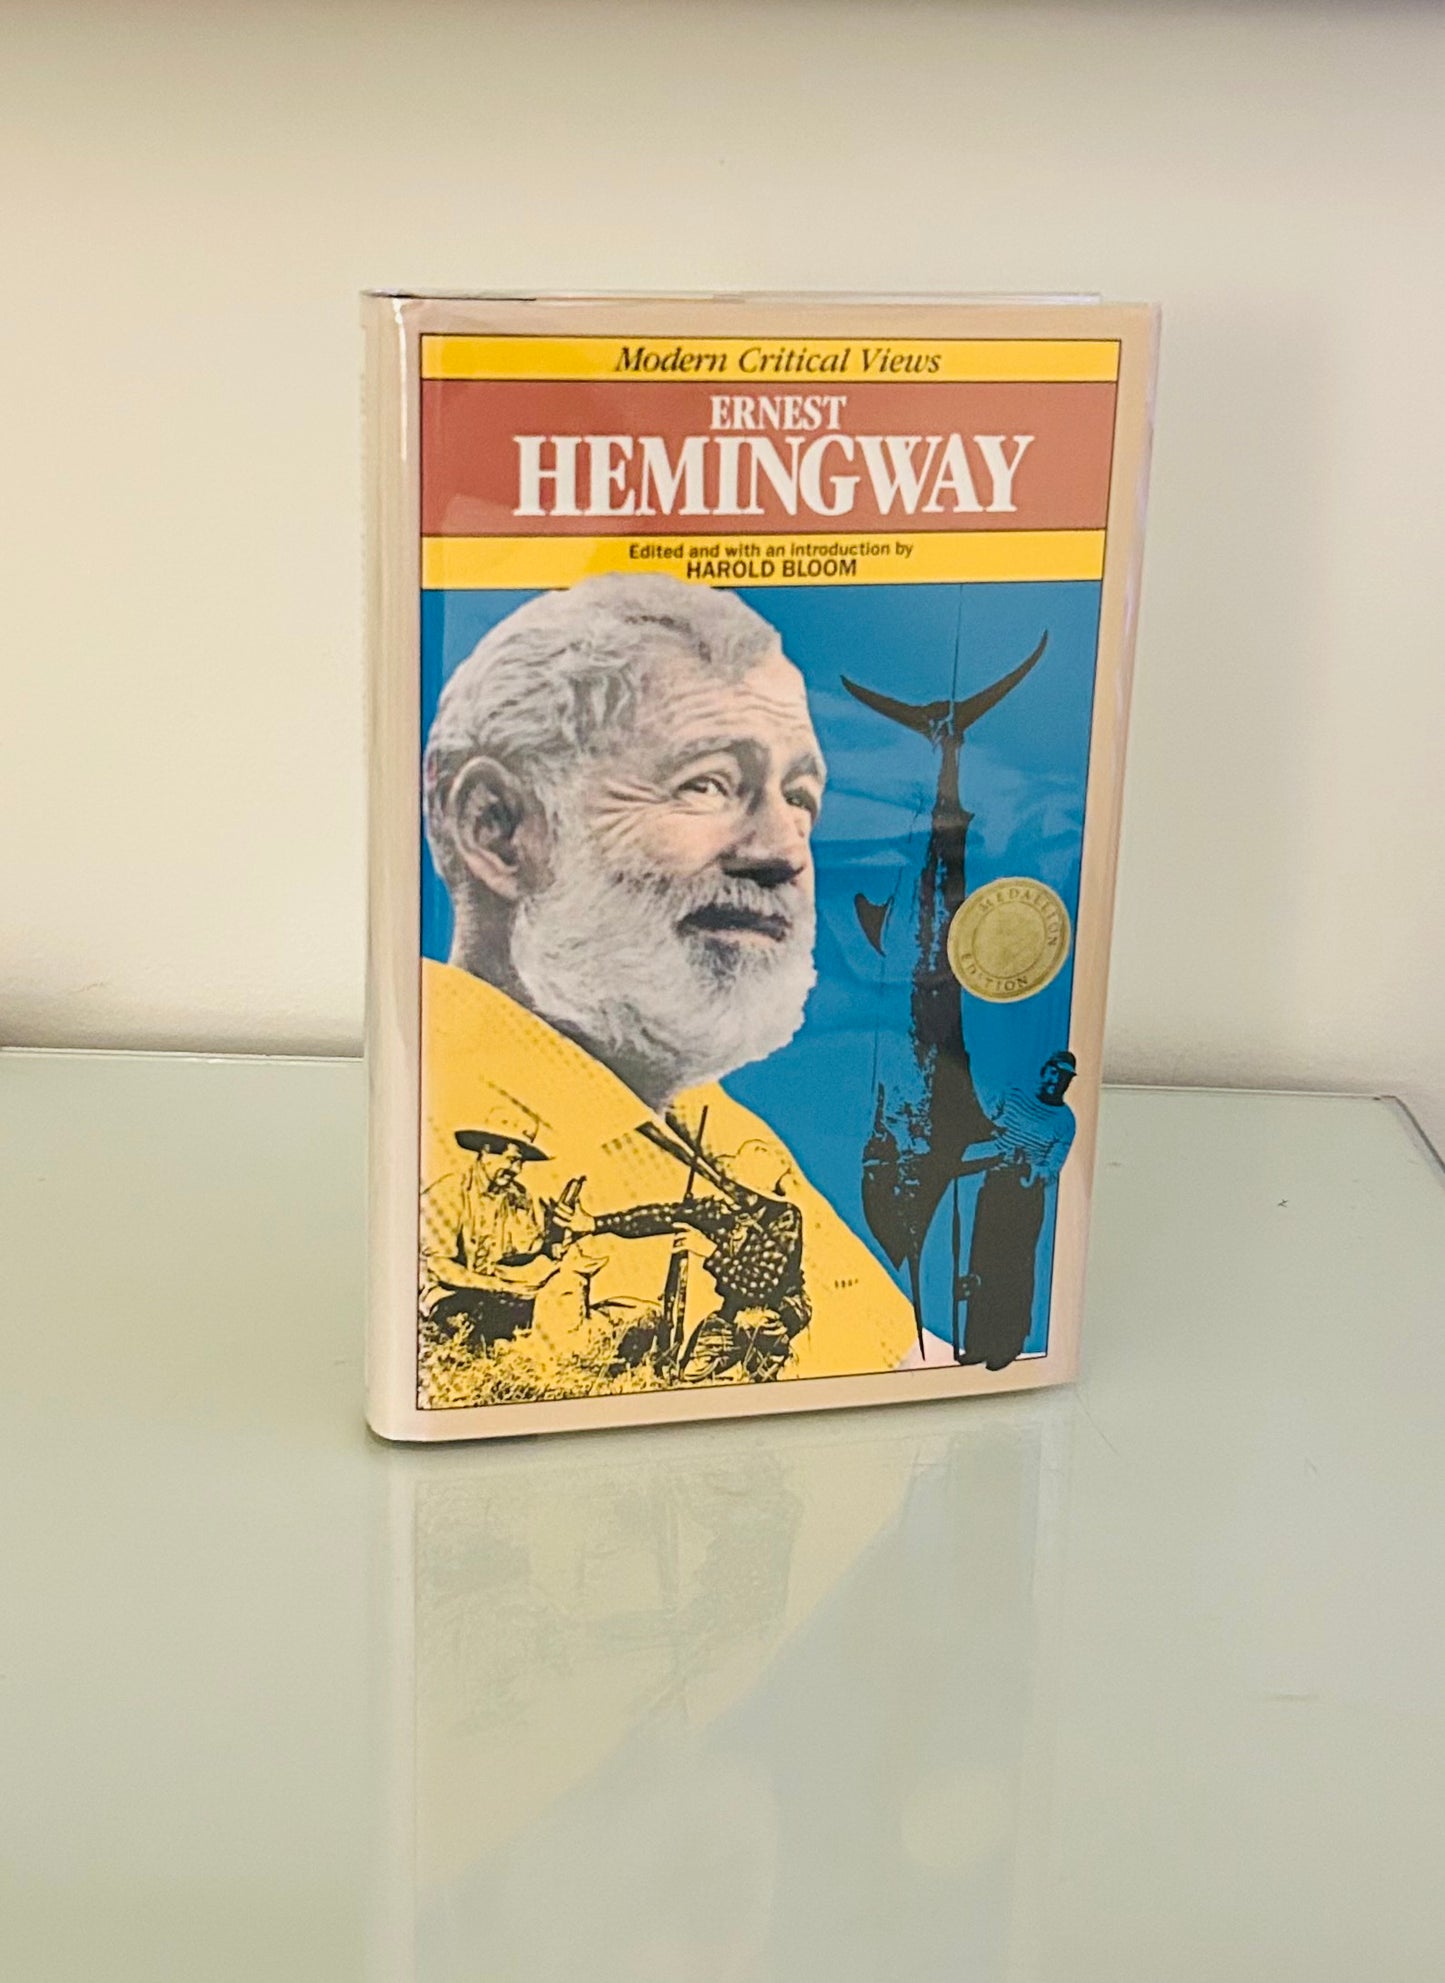 Modern Critical Views
ERNEST
HEMINGWAY
Edited and with an introduction by
HAROLD BLOOM
MEDALLION
EDITION